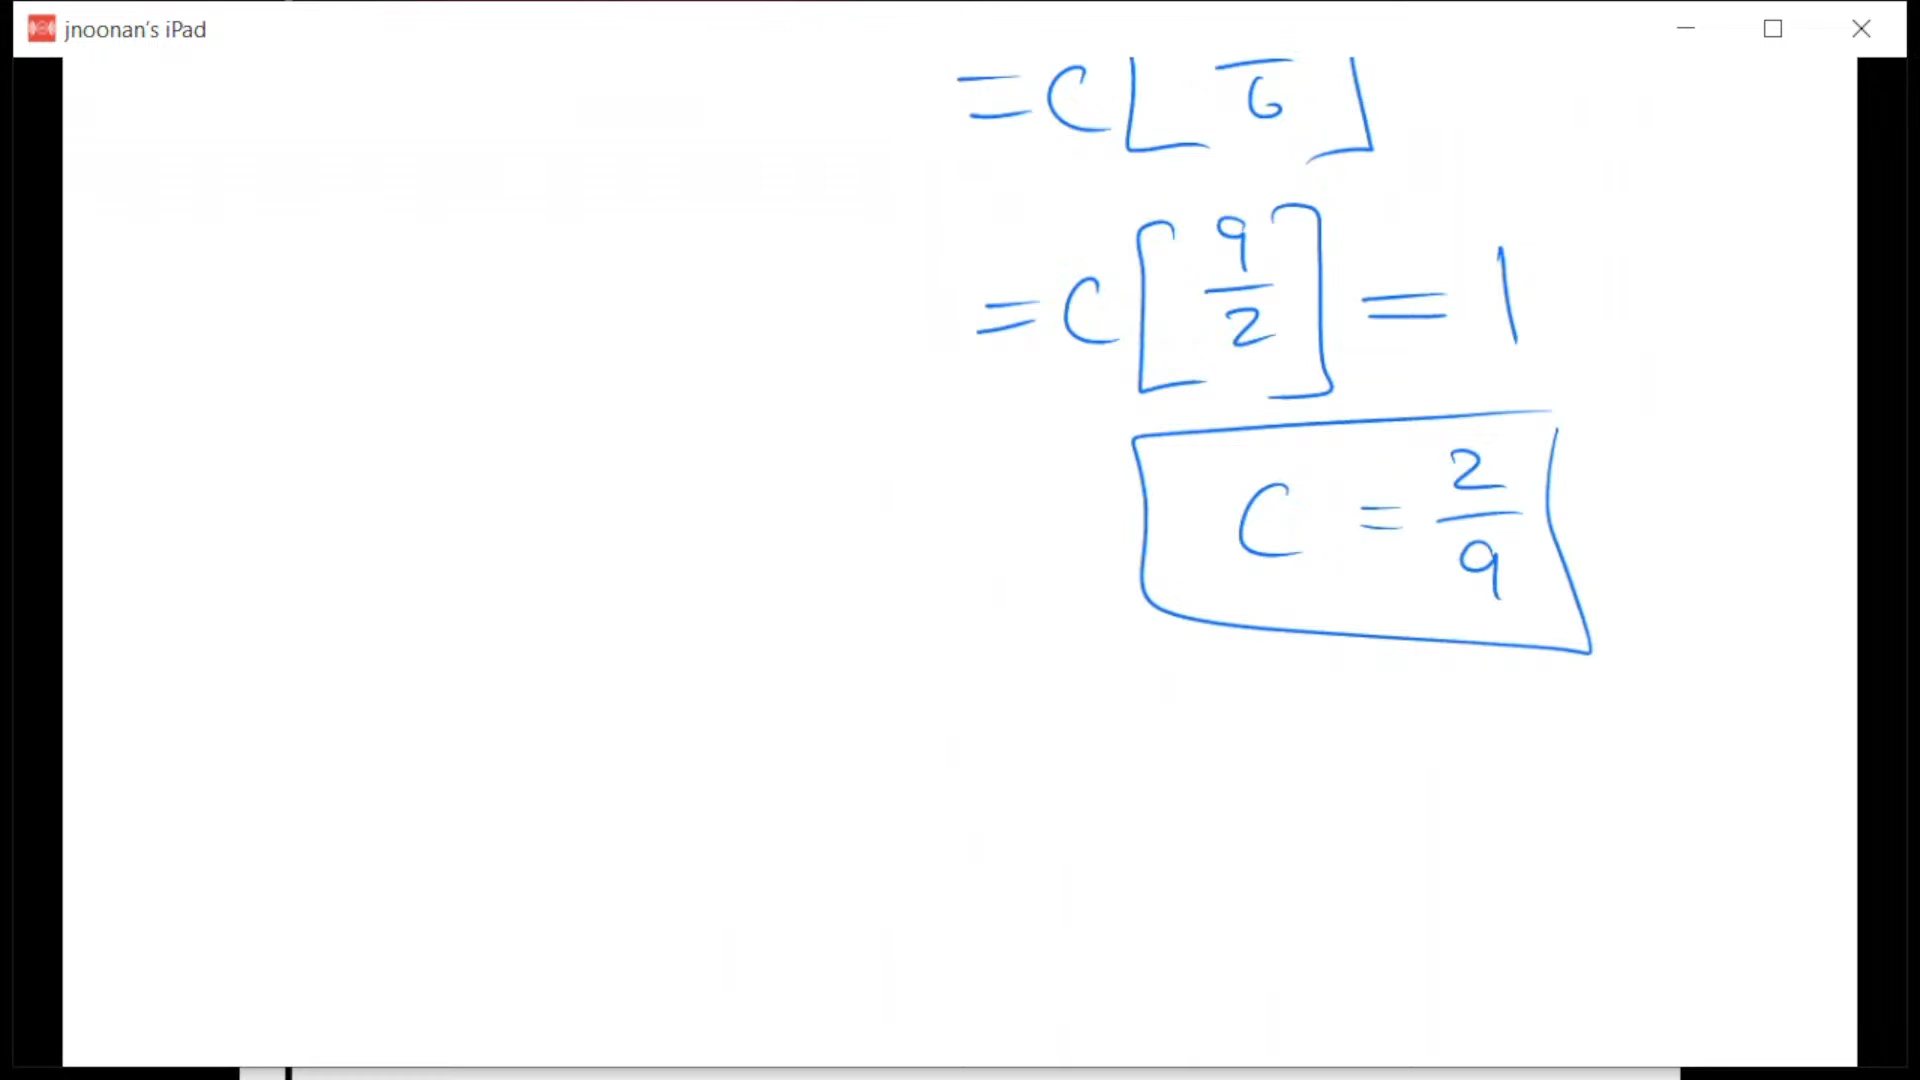 jnoonan's iPad
= C [ — 6 ]
= C [ 9/2 ] = 1
C = 2/9